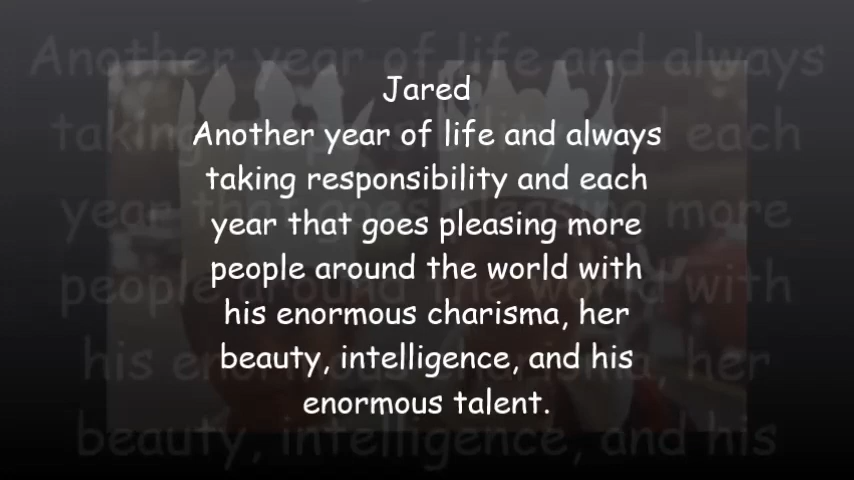 Jared
Another year of life and always
taking responsibility and each
year that goes pleasing more
people around the world with
his enormous charisma, her
beauty, intelligence, and his
enormous talent.